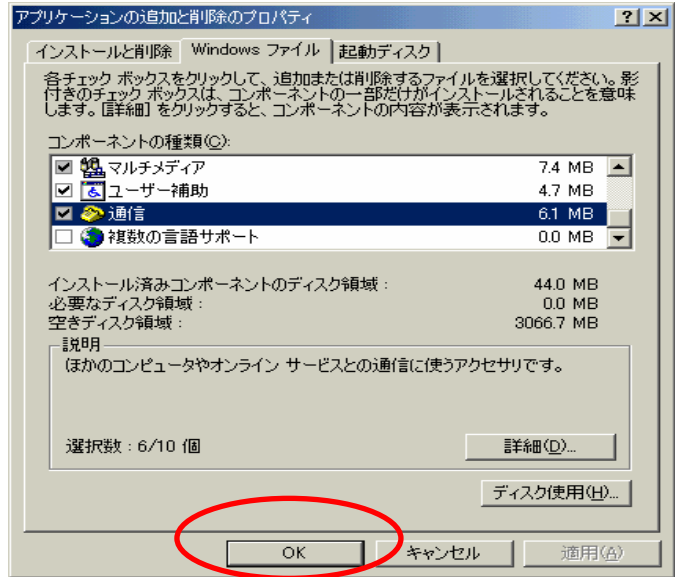 アプリケーションの追加と削除のプロパティ
インストールと削除 Windows ファイル 起動ディスク
各チェック ボックスをクリックして、追加または削除するファイルを選択してください。影
付きのチェック ボックスは、コンポーネントの一部だけがインストールされることを意味
します。[詳細] をクリックすると、コンポーネントの内容が表示されます。
コンポーネントの種類(C):
マルチメディア 7.4 MB
ユーザー補助 4.7 MB
通信 6.1 MB
複数の言語サポート 0.0 MB
インストール済みコンポーネントのディスク領域 : 44.0 MB
必要なディスク領域 : 0.0 MB
空きディスク領域 : 3066.7 MB
説明
ほかのコンピュータやオンライン サービスとの通信に使うアクセサリです。
選択数 : 6/10 個 詳細(D)...
ディスク使用(H)...
OK キャンセル 適用(A)